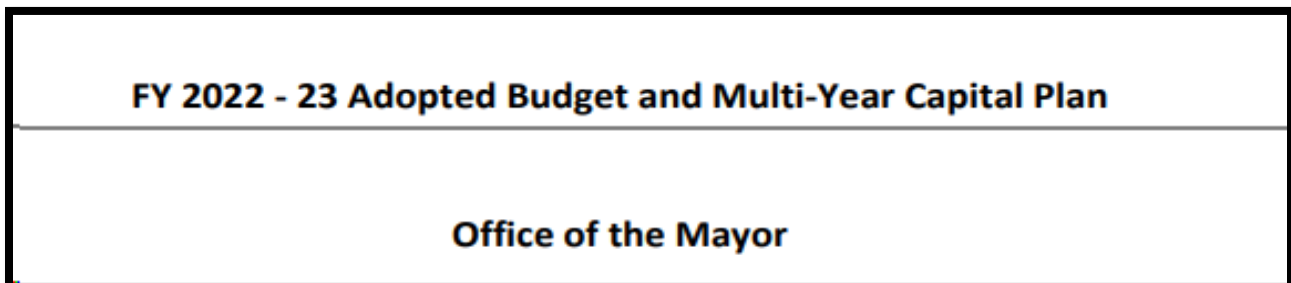 FY 2022 - 23 Adopted Budget and Multi-Year Capital Plan
Office of the Mayor